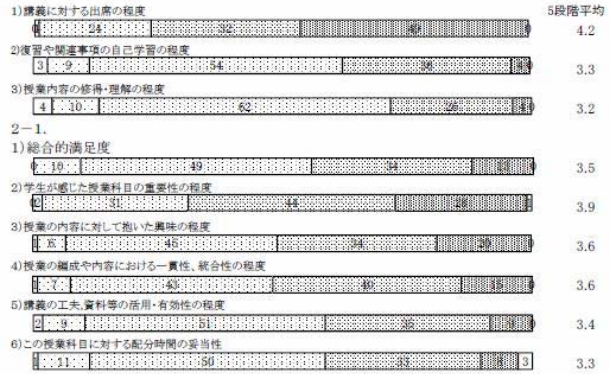 5段階平均
1)講義に対する出席の程度
0 24 32 4.2
2)復習や関連事項の自己学習の程度
3 9 54 36 3.3
3)授業内容の修得・理解の程度
4 10 62 3.2
2-1.
1)総合的満足度
0 10 49 34 3.5
2)学生が感じた授業科目の重要性の程度
31 44 28 3.9
3)授業の内容に対して抱いた興味の程度
6 34 20 3.6
4)授業の編成や内容における一貫性、統合性の程度
7 43 40 15 3.6
5)講義の工夫,資料等の活用・有効性の程度
2 9 51 3.4
6)この授業科目に対する配分時間の妥当性
11 50 33 3 3.3